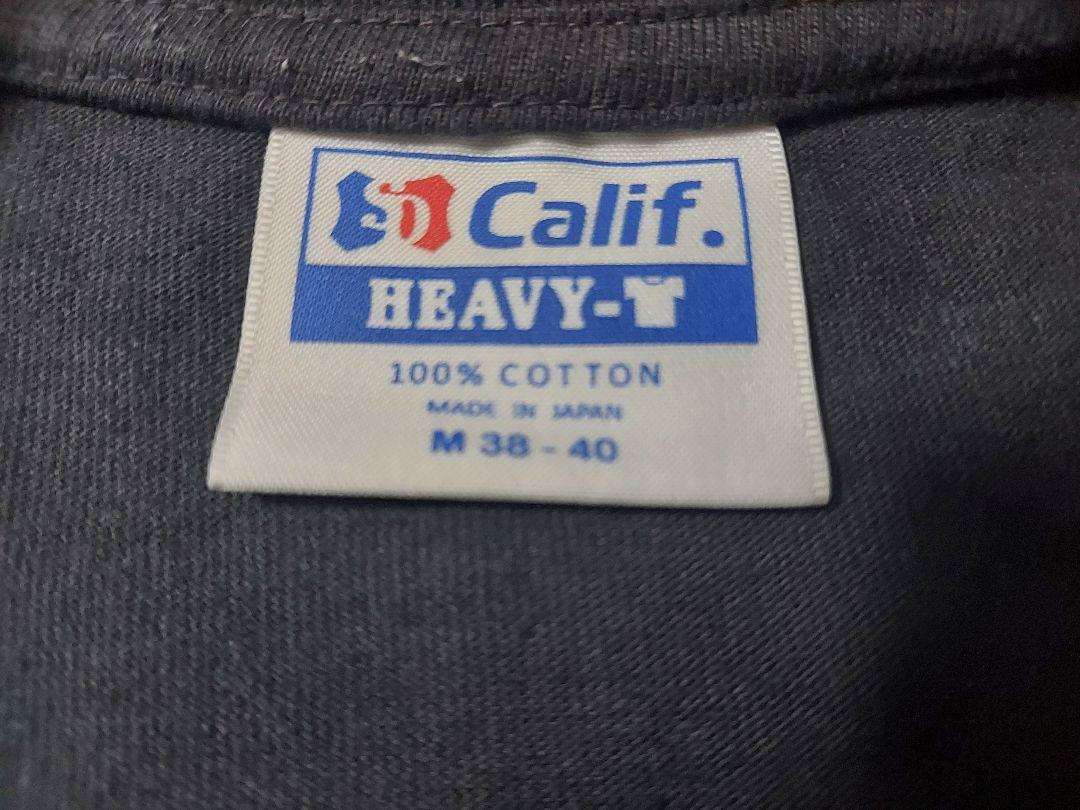 SD Calif.
HEAVY-T
100% COTTON
MADE IN JAPAN
M 38 - 40